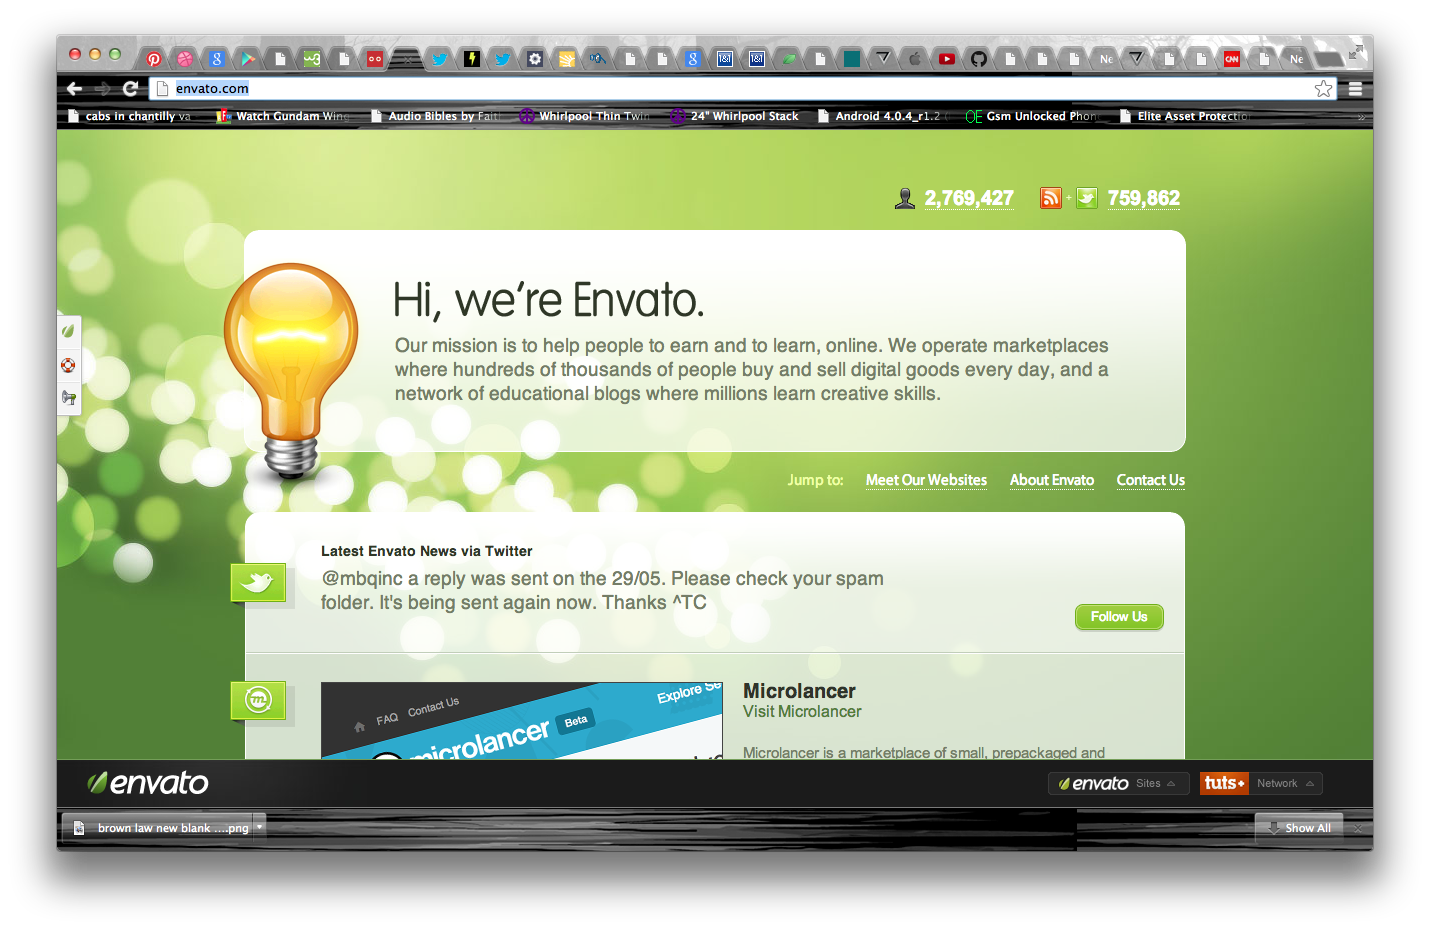 Ne
CNN
Ne
envato.com
cabs in chantilly va
Watch Gundam Wing
Audio Bibles by Faith
Whirlpool Thin Twin
24" Whirlpool Stack
Android 4.0.4_r1.2
Gsm Unlocked Phon
Elite Asset Protection
2,769,427
+
759,862
Hi, we're Envato.
Our mission is to help people to earn and to learn, online. We operate marketplaces
where hundreds of thousands of people buy and sell digital goods every day, and a
network of educational blogs where millions learn creative skills.
Jump to: Meet Our Websites About Envato Contact Us
Latest Envato News via Twitter
@mbqinc a reply was sent on the 29/05. Please check your spam
folder. It's being sent again now. Thanks ^TC
Follow Us
FAQ Contact Us
Explore Se
microlancer Beta
Microlancer
Visit Microlancer
Microlancer is a marketplace of small, prepackaged and
envato
envato Sites
tuts+ Network
brown law new blank ....png
Show All